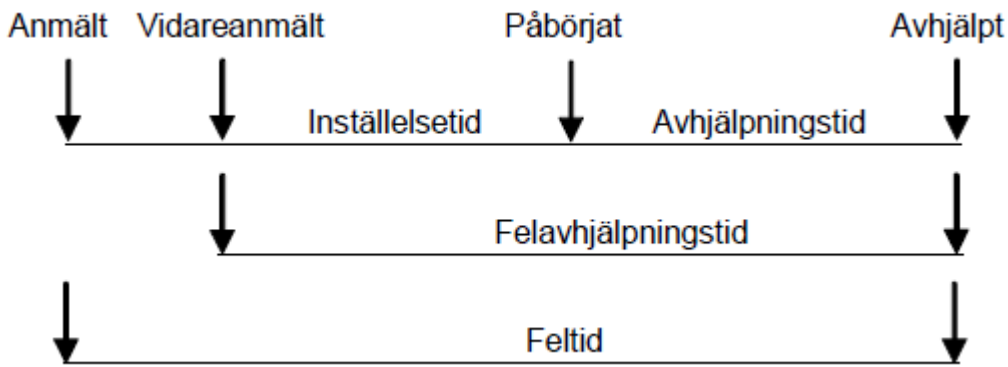 Anmält Vidareanmält Påbörjat Avhjälpt
Inställelsetid Avhjälpningstid
Felavhjälpningstid
Feltid